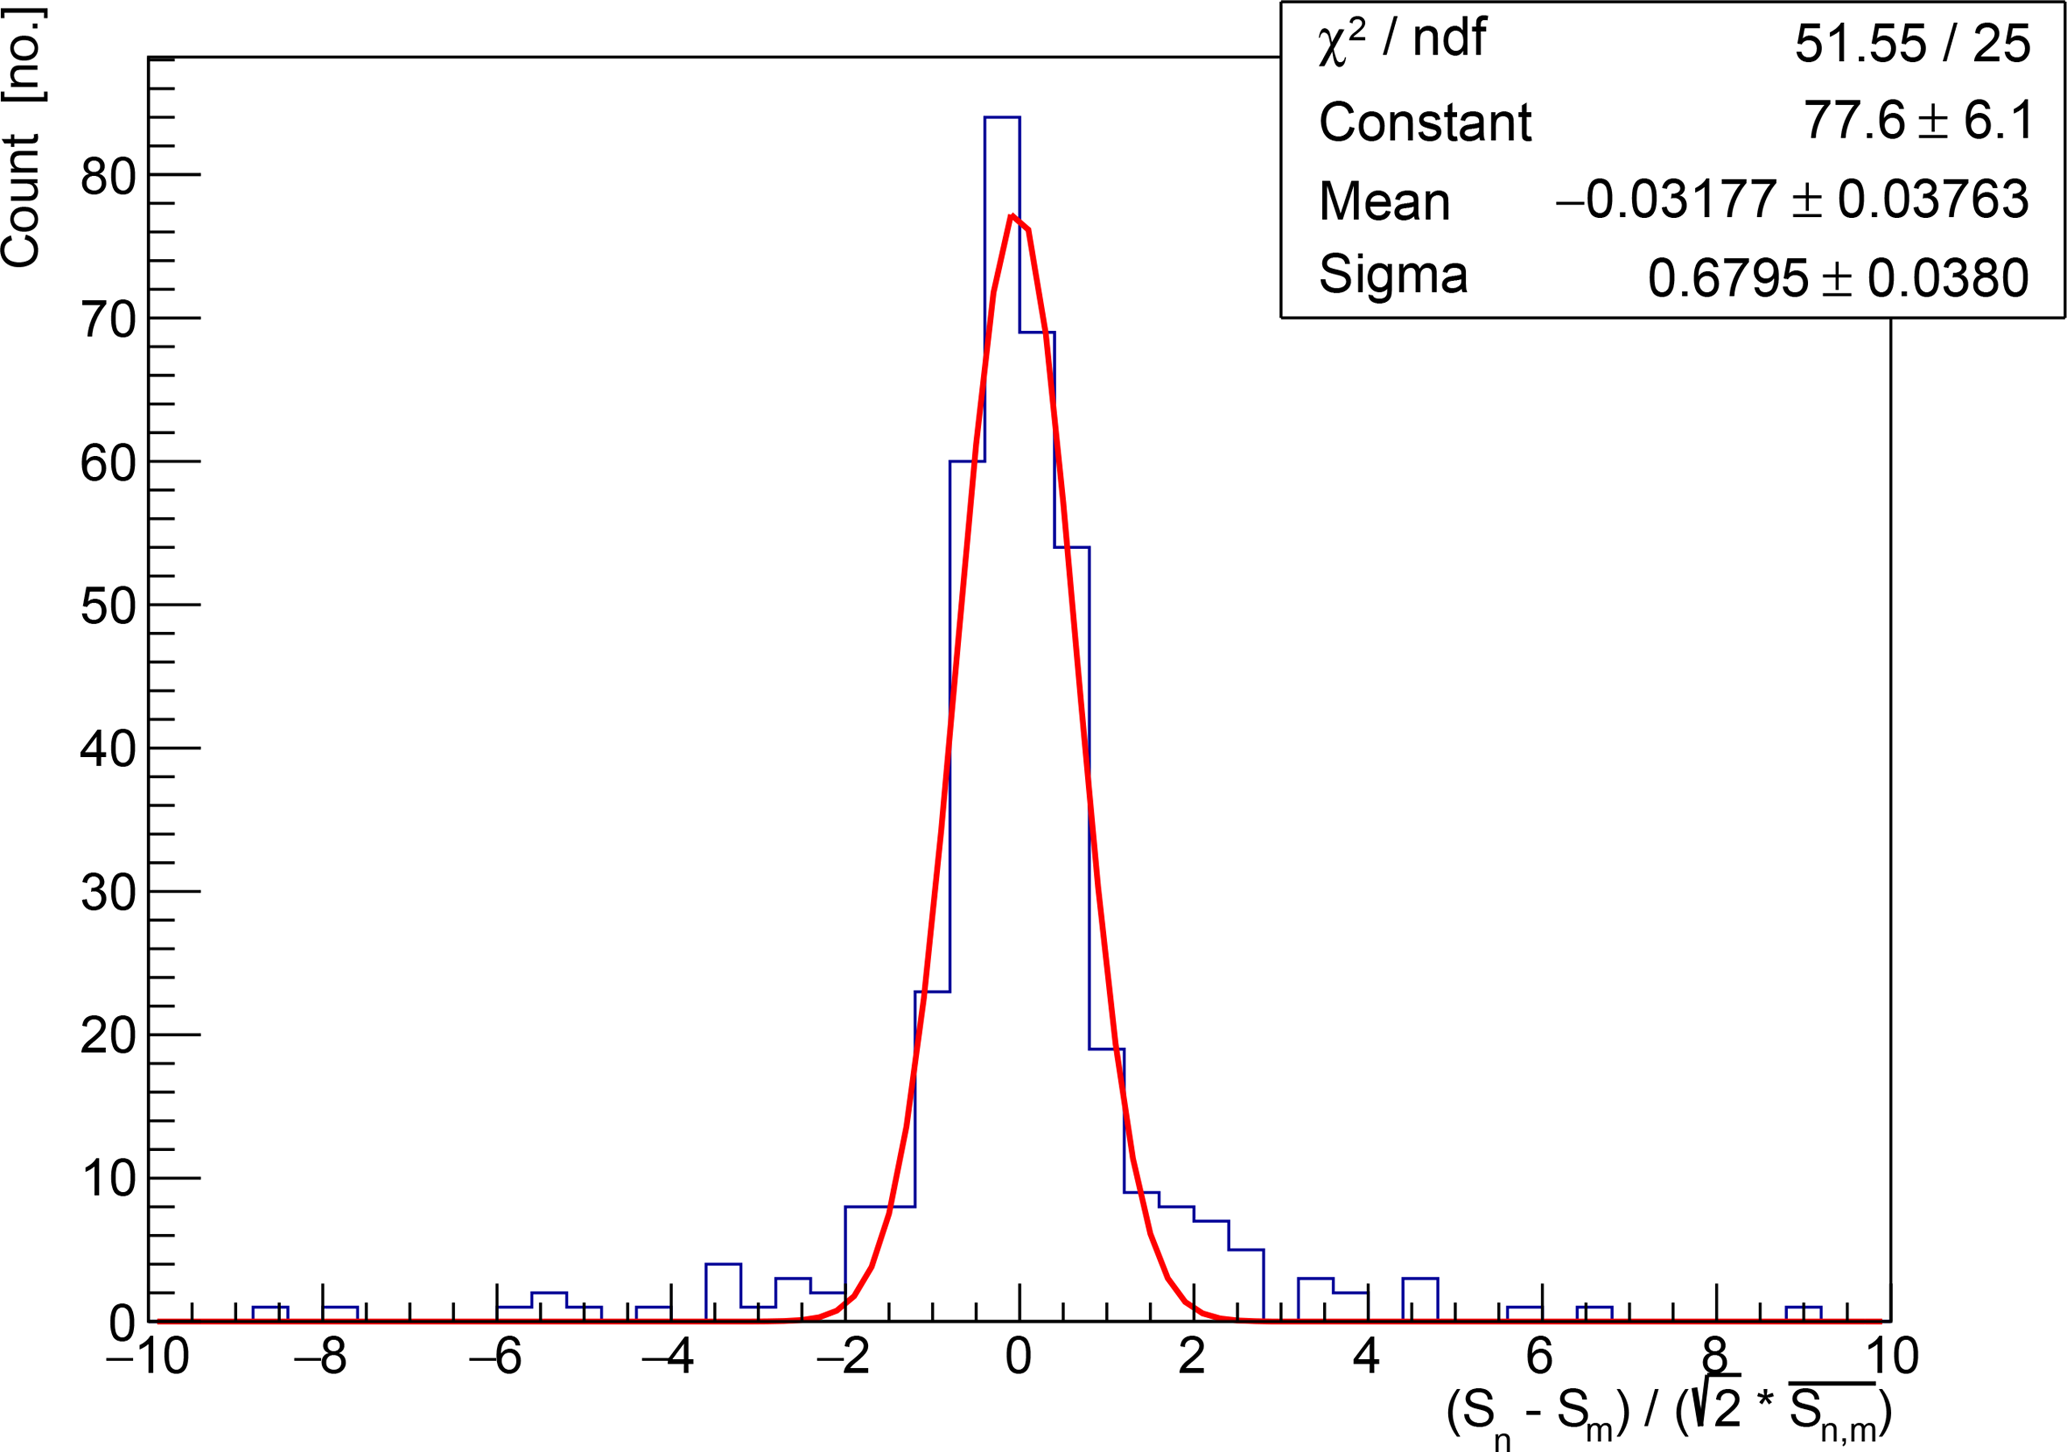 Count [no.]
χ² / ndf 51.55 / 25
Constant 77.6 ± 6.1
Mean −0.03177 ± 0.03763
Sigma 0.6795 ± 0.0380
80
70
60
50
40
30
20
10
0
−10 −8 −6 −4 −2 0 2 4 6 8 10
(Sₙ - Sₘ) / (√2 * S̅n,m)